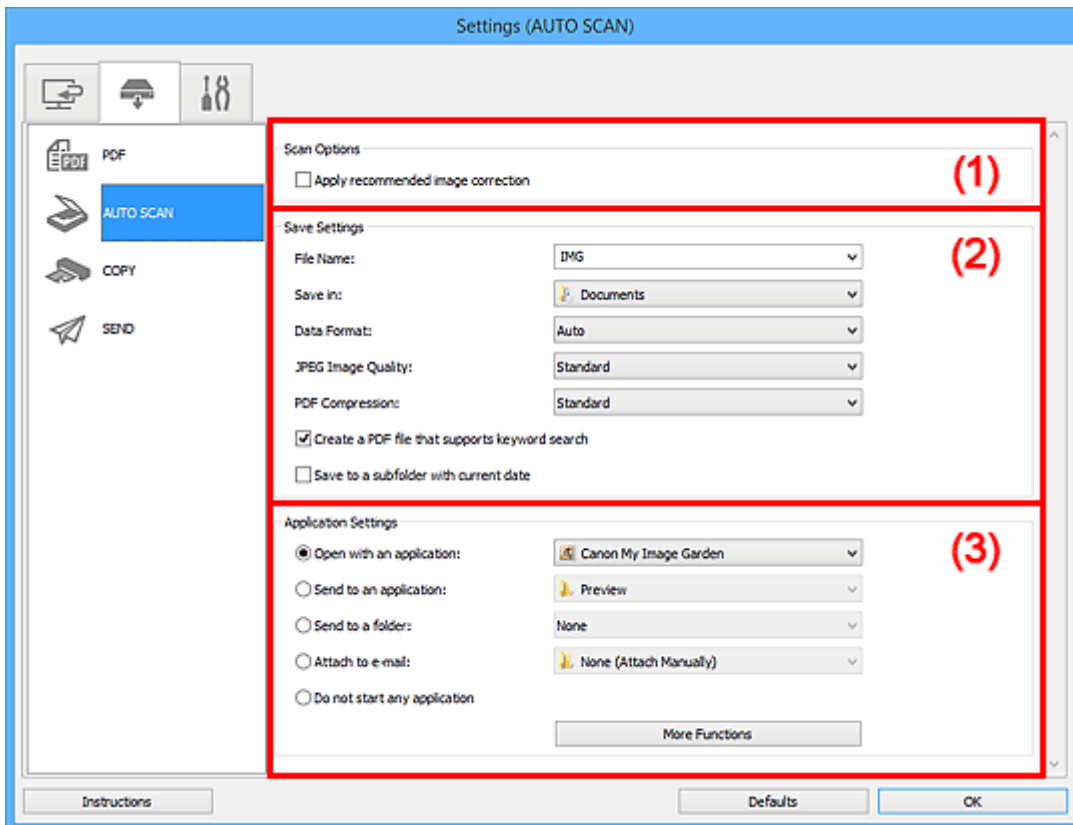 Settings (AUTO SCAN)
PDF
PDF
AUTO SCAN
COPY
SEND
Scan Options
Apply recommended image correction
(1)
Save Settings
(2)
File Name: IMG
Save in: Documents
Data Format: Auto
JPEG Image Quality: Standard
PDF Compression: Standard
Create a PDF file that supports keyword search
Save to a subfolder with current date
Application Settings
(3)
Open with an application: Canon My Image Garden
Send to an application: Preview
Send to a folder: None
Attach to e-mail: None (Attach Manually)
Do not start any application
More Functions
Instructions Defaults OK